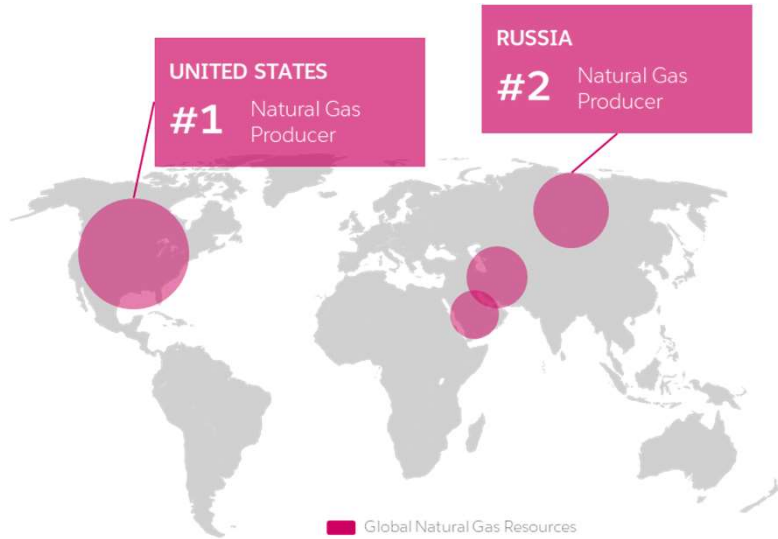 UNITED STATES
#1 Natural Gas
Producer
RUSSIA
#2 Natural Gas
Producer
Global Natural Gas Resources